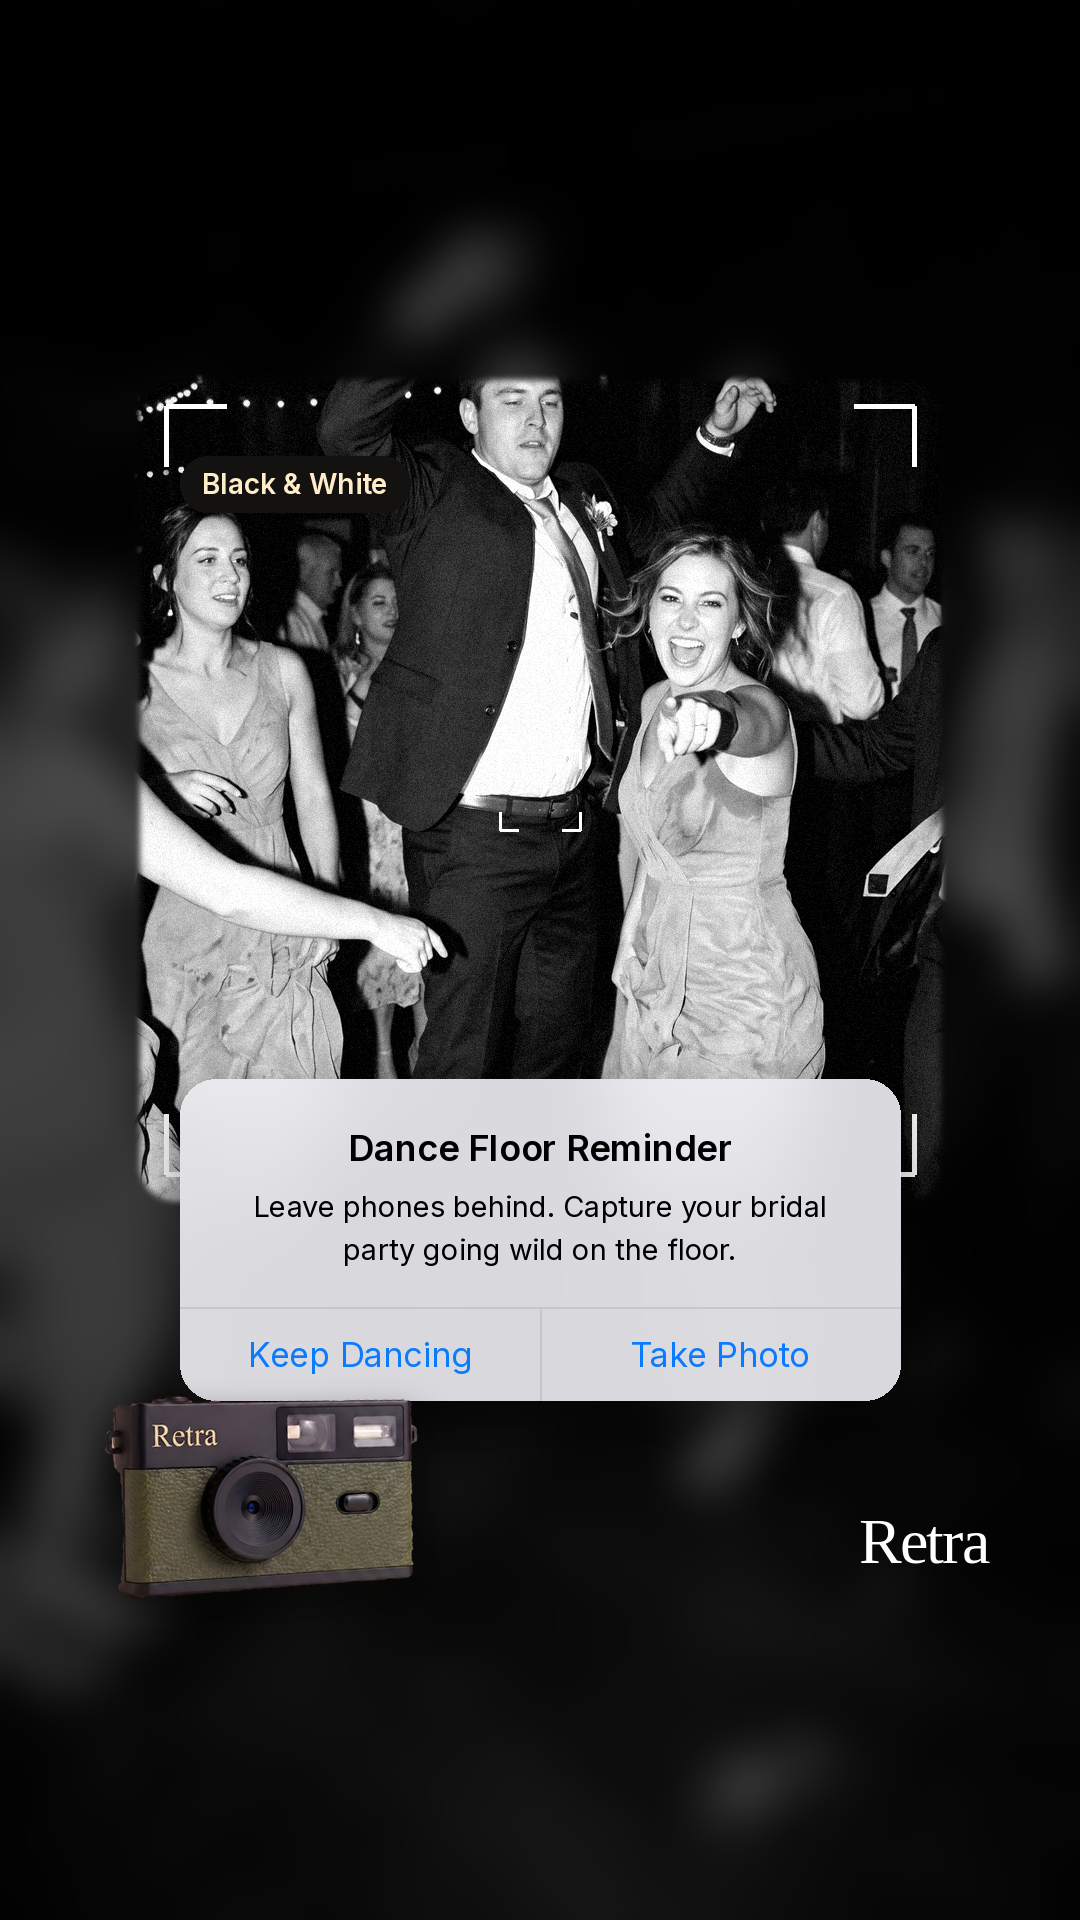 Black & White
Dance Floor Reminder
Leave phones behind. Capture your bridal
party going wild on the floor.
Keep Dancing
Take Photo
Retra
Retra